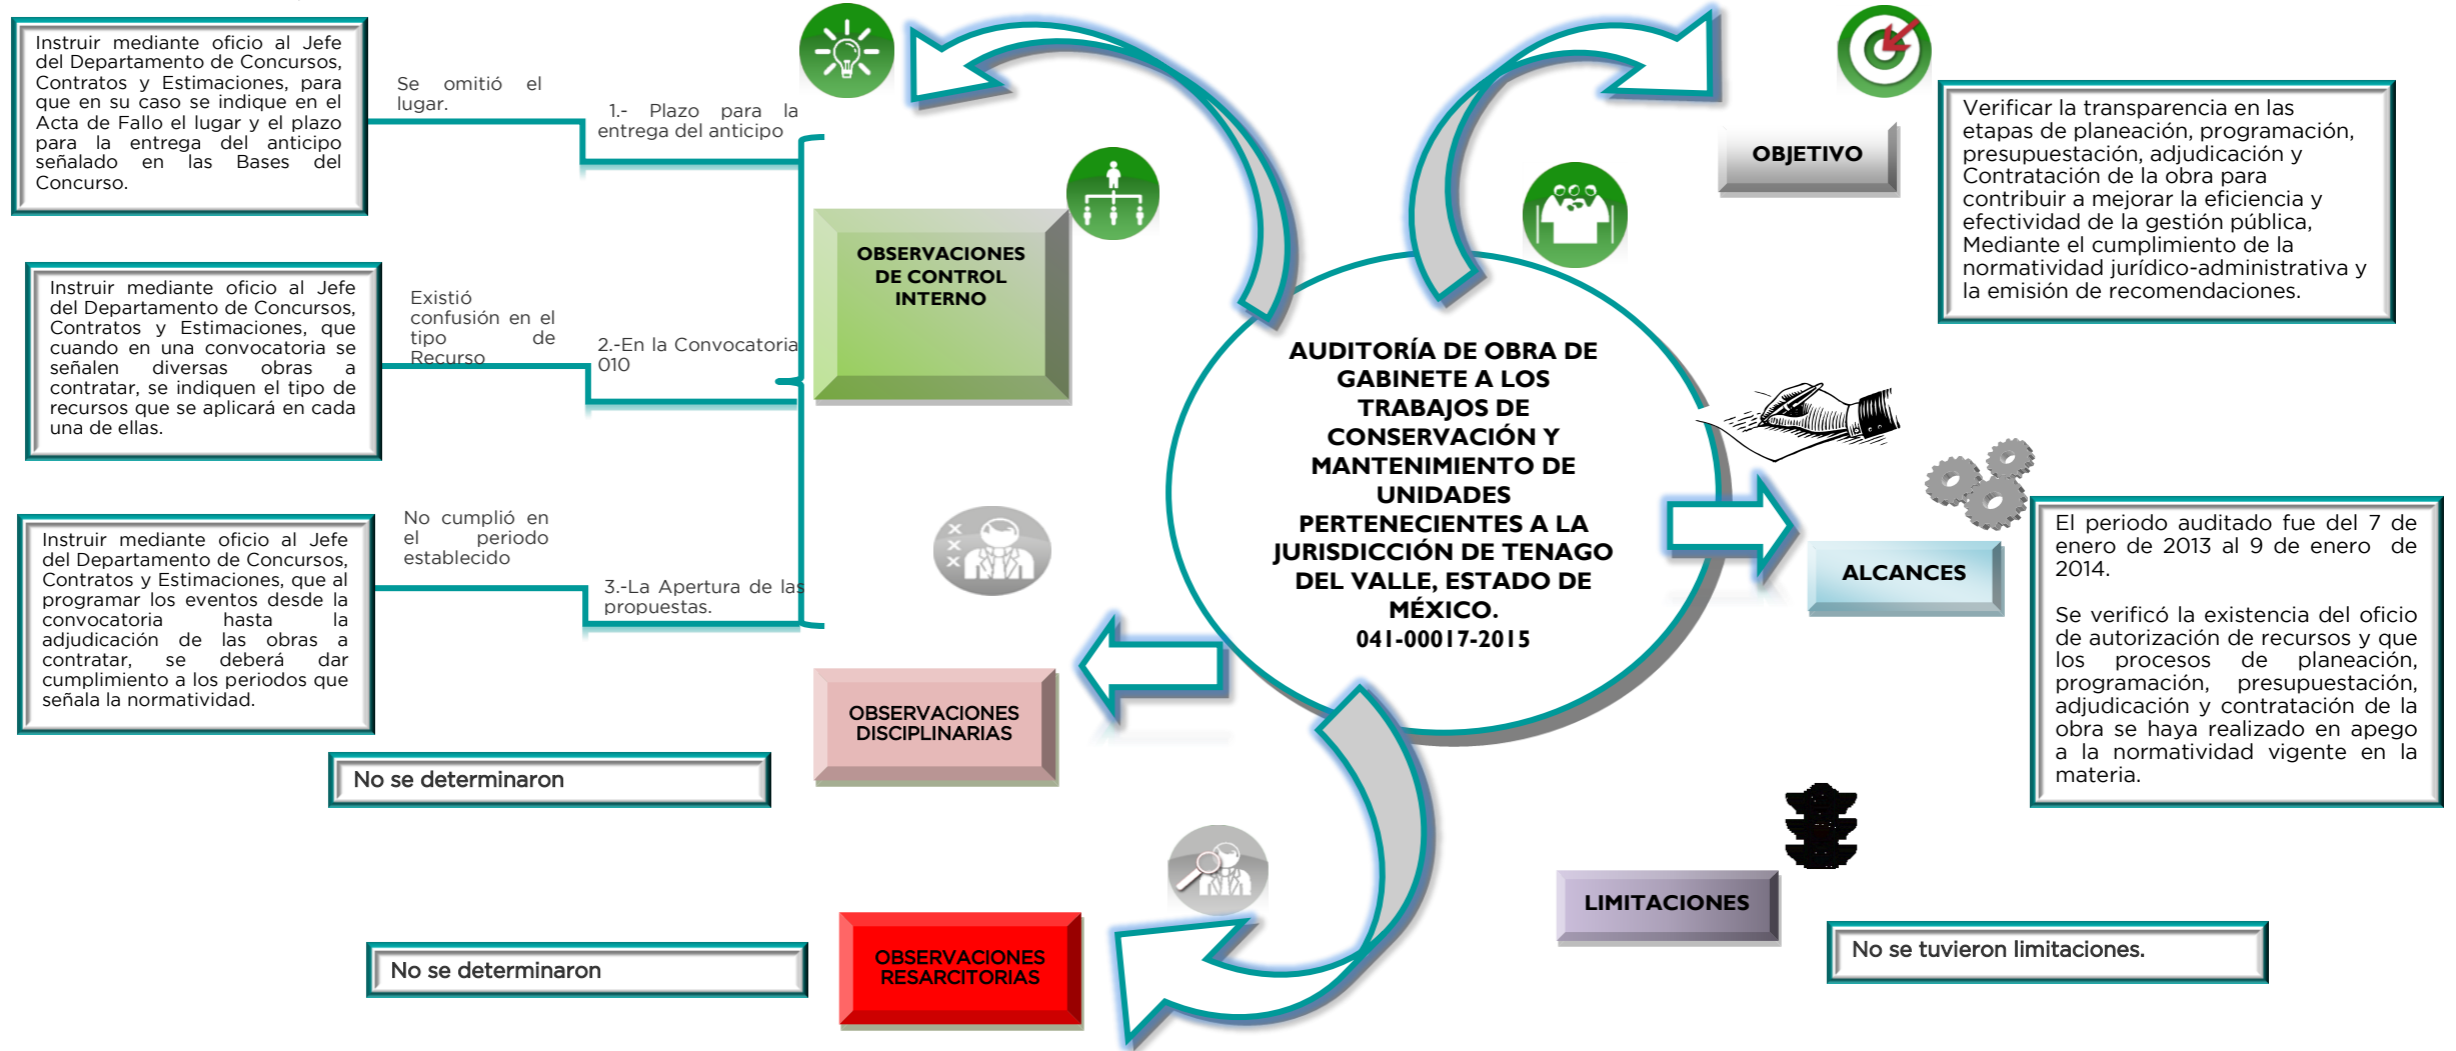 Instruir mediante oficio al Jefe
del Departamento de Concursos,
Contratos y Estimaciones, para
que en su caso se indique en el
Acta de Fallo el lugar y el plazo
para la entrega del anticipo
señalado en las Bases del
Concurso.
Se omitió el
lugar.
1.- Plazo para la
entrega del anticipo
Instruir mediante oficio al Jefe
del Departamento de Concursos,
Contratos y Estimaciones, que
cuando en una convocatoria se
señalen diversas obras a
contratar, se indiquen el tipo de
recursos que se aplicará en cada
una de ellas.
Existió
confusión en el
tipo de
Recurso
2.-En la Convocatoria
010
Instruir mediante oficio al Jefe
del Departamento de Concursos,
Contratos y Estimaciones, que al
programar los eventos desde la
convocatoria hasta la
adjudicación de las obras a
contratar, se deberá dar
cumplimiento a los periodos que
señala la normatividad.
No cumplió en
el periodo
establecido
3.-La Apertura de las
propuestas.
OBSERVACIONES
DE CONTROL
INTERNO
OBSERVACIONES
DISCIPLINARIAS
No se determinaron
OBSERVACIONES
RESARCITORIAS
No se determinaron
AUDITORÍA DE OBRA DE
GABINETE A LOS
TRABAJOS DE
CONSERVACIÓN Y
MANTENIMIENTO DE
UNIDADES
PERTENECIENTES A LA
JURISDICCIÓN DE TENAGO
DEL VALLE, ESTADO DE
MÉXICO.
041-00017-2015
OBJETIVO
Verificar la transparencia en las
etapas de planeación, programación,
presupuestación, adjudicación y
Contratación de la obra para
contribuir a mejorar la eficiencia y
efectividad de la gestión pública,
Mediante el cumplimiento de la
normatividad jurídico-administrativa y
la emisión de recomendaciones.
ALCANCES
El periodo auditado fue del 7 de
enero de 2013 al 9 de enero de
2014.
Se verificó la existencia del oficio
de autorización de recursos y que
los procesos de planeación,
programación, presupuestación,
adjudicación y contratación de la
obra se haya realizado en apego
a la normatividad vigente en la
materia.
LIMITACIONES
No se tuvieron limitaciones.